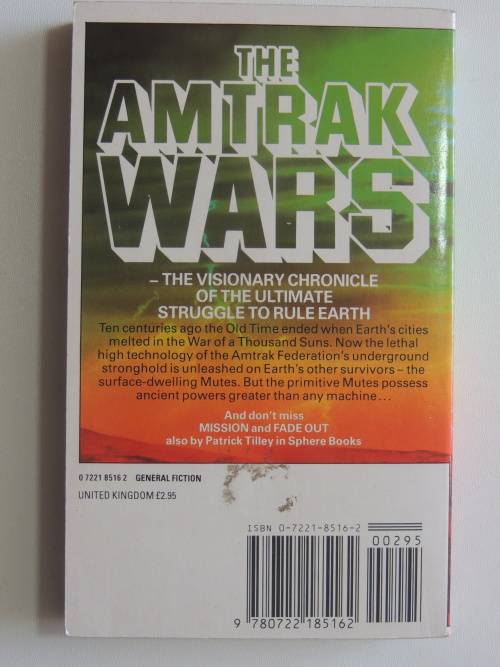 THE
AMTRAK
WARS
– THE VISIONARY CHRONICLE
OF THE ULTIMATE
STRUGGLE TO RULE EARTH
Ten centuries ago the Old Time ended when Earth's cities
melted in the War of a Thousand Suns. Now the lethal
high technology of the Amtrak Federation's underground
stronghold is unleashed on Earth's other survivors – the
surface-dwelling Mutes. But the primitive Mutes possess
ancient powers greater than any machine...
And don't miss
MISSION and FADE OUT
also by Patrick Tilley in Sphere Books
0 7221 8516 2 GENERAL FICTION
UNITED KINGDOM £2.95
ISBN 0-7221-8516-2
00295
9 780722 185162